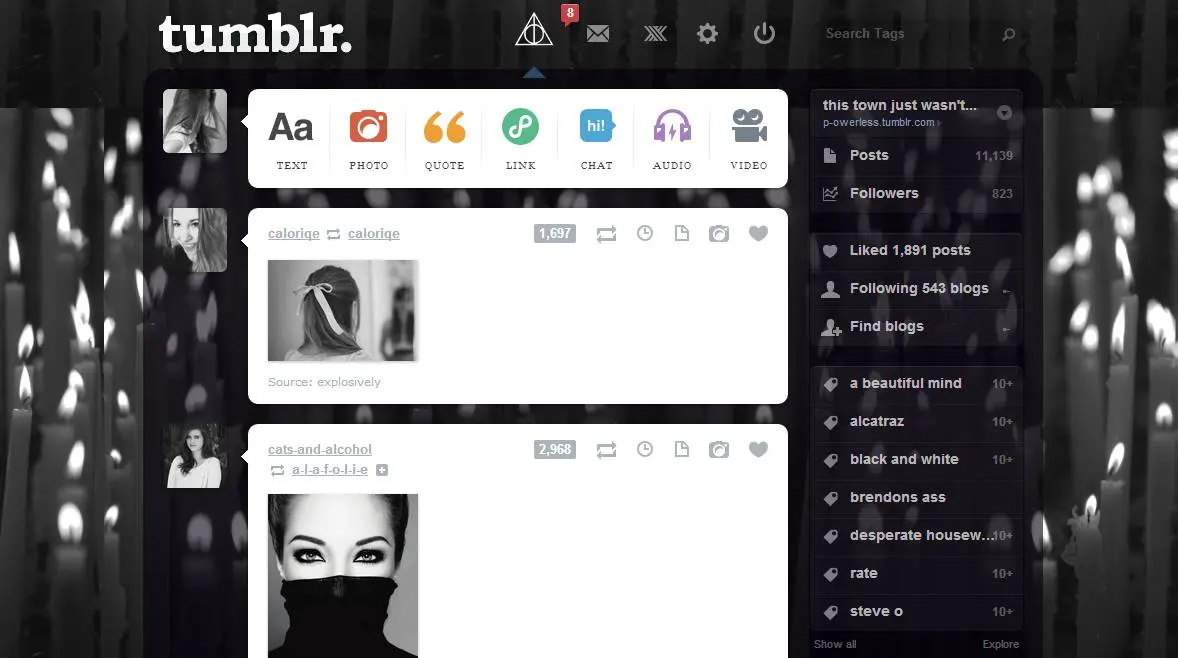 tumblr.
8
Search Tags
Aa
hi!
TEXT
PHOTO
QUOTE
LINK
CHAT
AUDIO
VIDEO
caloriqe caloriqe
1,697
Source: explosively
cats-and-alcohol
a-l-a-f-o-l-i-e
2,968
this town just wasn't...
p-owerless.tumblr.com
Posts 11,139
Followers 823
Liked 1,891 posts
Following 543 blogs
Find blogs
a beautiful mind 10+
alcatraz 10+
black and white 10+
brendons ass
desperate housew... 10+
rate 10+
steve o 10+
Show all Explore